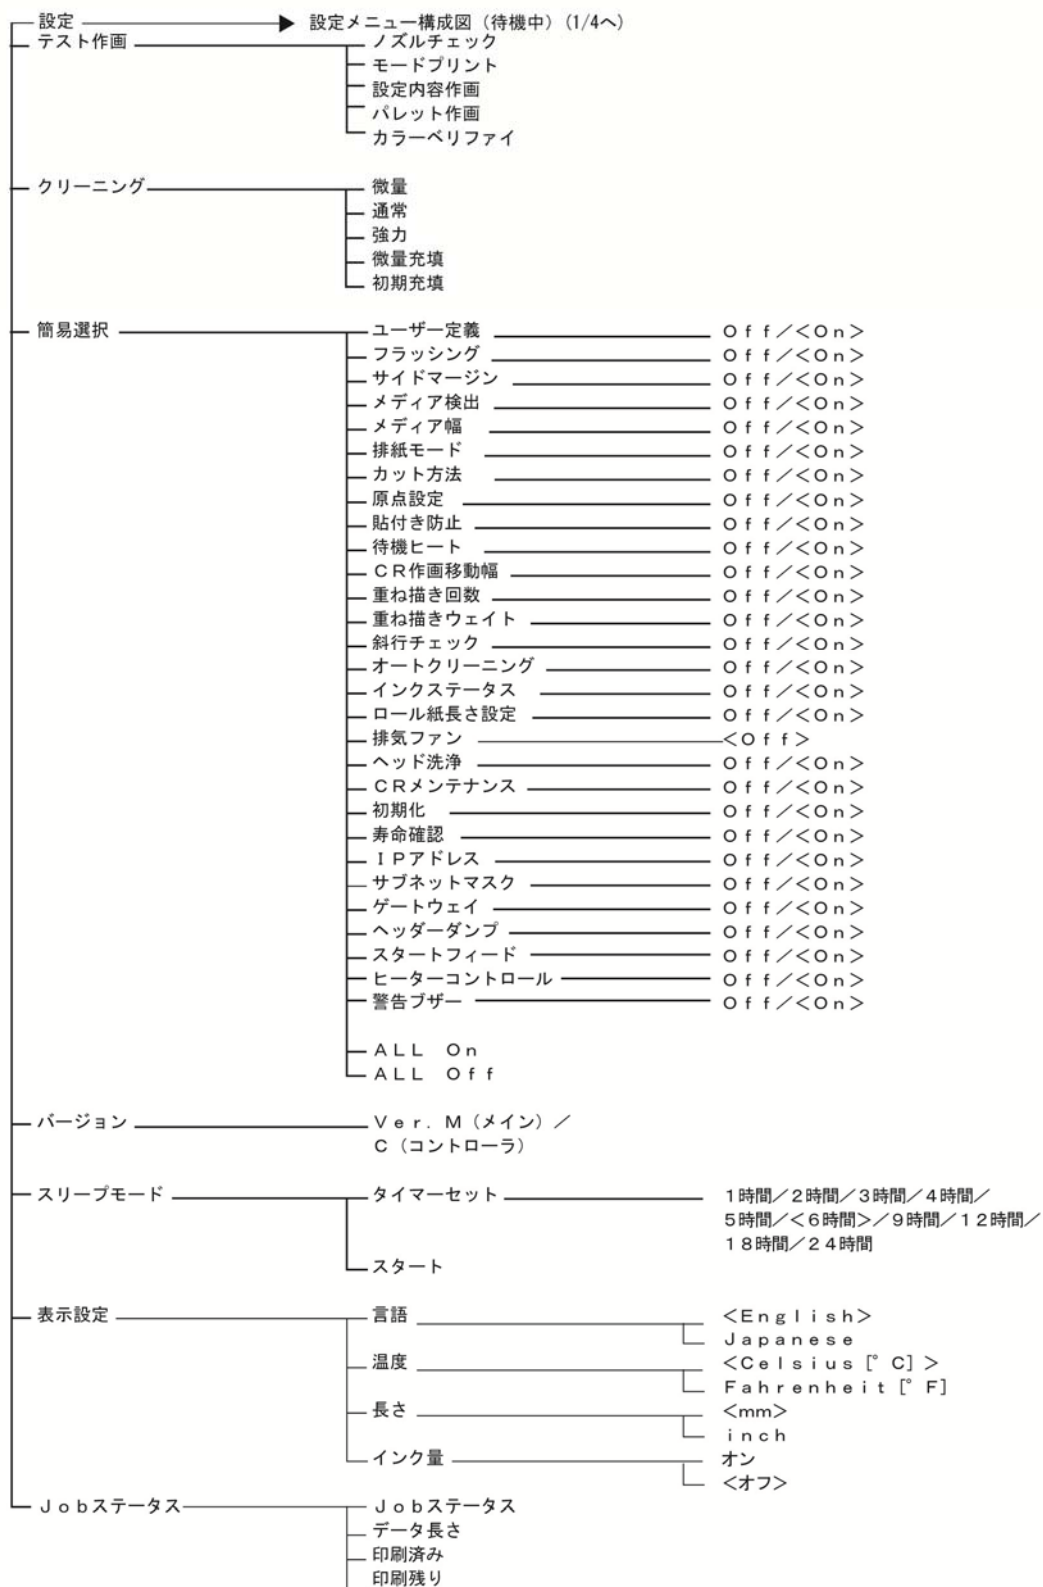 設定 設定メニュー構成図（待機中）(1/4へ)
テスト作画 ノズルチェック
モードプリント
設定内容作画
パレット作画
カラーベリファイ
クリーニング 微量
通常
強力
微量充填
初期充填
簡易選択 ユーザー定義 Ｏｆｆ／＜Ｏｎ＞
フラッシング Ｏｆｆ／＜Ｏｎ＞
サイドマージン Ｏｆｆ／＜Ｏｎ＞
メディア検出 Ｏｆｆ／＜Ｏｎ＞
メディア幅 Ｏｆｆ／＜Ｏｎ＞
排紙モード Ｏｆｆ／＜Ｏｎ＞
カット方法 Ｏｆｆ／＜Ｏｎ＞
原点設定 Ｏｆｆ／＜Ｏｎ＞
貼付き防止 Ｏｆｆ／＜Ｏｎ＞
待機ヒート Ｏｆｆ／＜Ｏｎ＞
ＣＲ作画移動幅 Ｏｆｆ／＜Ｏｎ＞
重ね描き回数 Ｏｆｆ／＜Ｏｎ＞
重ね描きウェイト Ｏｆｆ／＜Ｏｎ＞
斜行チェック Ｏｆｆ／＜Ｏｎ＞
オートクリーニング Ｏｆｆ／＜Ｏｎ＞
インクステータス Ｏｆｆ／＜Ｏｎ＞
ロール紙長さ設定 Ｏｆｆ／＜Ｏｎ＞
排気ファン ＜Ｏｆｆ＞
ヘッド洗浄 Ｏｆｆ／＜Ｏｎ＞
ＣＲメンテナンス Ｏｆｆ／＜Ｏｎ＞
初期化 Ｏｆｆ／＜Ｏｎ＞
寿命確認 Ｏｆｆ／＜Ｏｎ＞
ＩＰアドレス Ｏｆｆ／＜Ｏｎ＞
サブネットマスク Ｏｆｆ／＜Ｏｎ＞
ゲートウェイ Ｏｆｆ／＜Ｏｎ＞
ヘッダーダンプ Ｏｆｆ／＜Ｏｎ＞
スタートフィード Ｏｆｆ／＜Ｏｎ＞
ヒーターコントロール Ｏｆｆ／＜Ｏｎ＞
警告ブザー Ｏｆｆ／＜Ｏｎ＞
ＡＬＬ Ｏｎ
ＡＬＬ Ｏｆｆ
バージョン Ｖｅｒ．Ｍ（メイン）／
Ｃ（コントローラ）
スリープモード タイマーセット １時間／２時間／３時間／４時間／
５時間／＜６時間＞／９時間／１２時間／
１８時間／２４時間
スタート
表示設定 言語 ＜Ｅｎｇｌｉｓｈ＞
Ｊａｐａｎｅｓｅ
温度 ＜Ｃｅｌｓｉｕｓ［°Ｃ］＞
Ｆａｈｒｅｎｈｅｉｔ［°Ｆ］
長さ ＜mm＞
ｉｎｃｈ
インク量 オン
＜オフ＞
Ｊｏｂステータス Ｊｏｂステータス
データ長さ
印刷済み
印刷残り